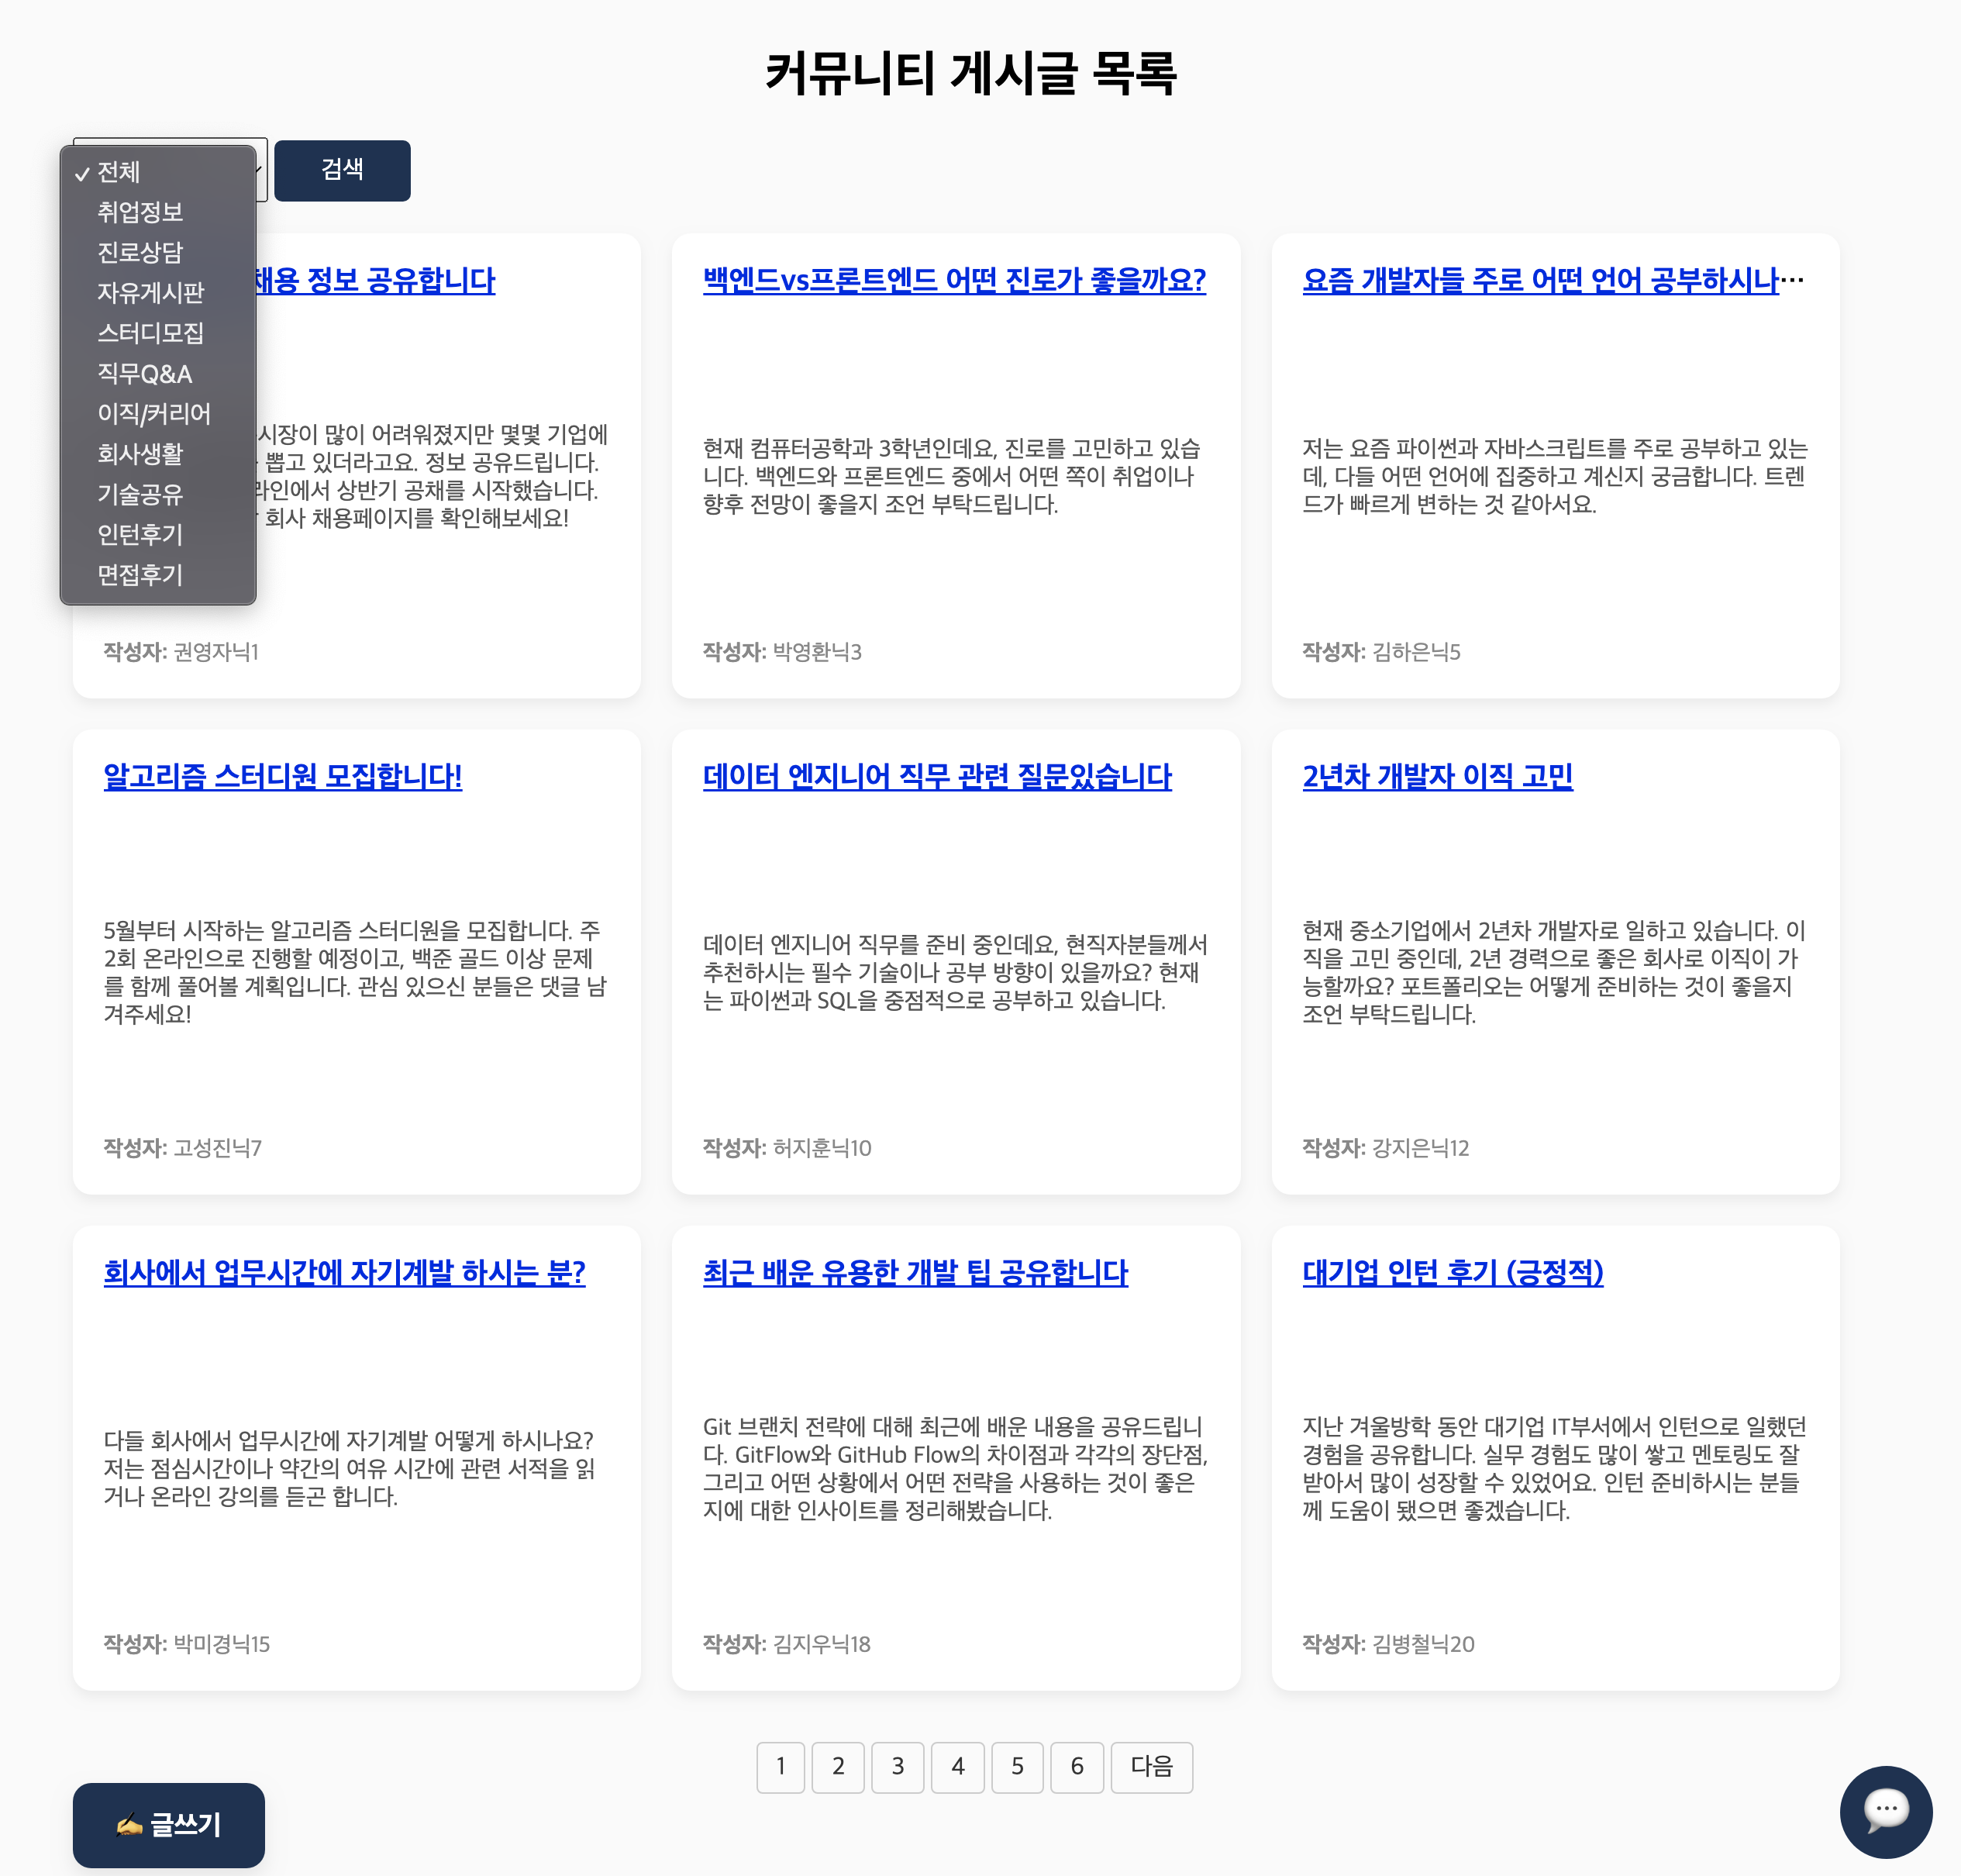 커뮤니티 게시글 목록
전체
취업정보
진로상담
자유게시판
스터디모집
직무Q&A
이직/커리어
회사생활
기술공유
인턴후기
면접후기
검색
채용 정보 공유합니다
시장이 많이 어려워졌지만 몇몇 기업에
뽑고 있더라고요. 정보 공유드립니다.
라인에서 상반기 공채를 시작했습니다.
회사 채용페이지를 확인해보세요!
작성자: 권영자닉1
백엔드vs프론트엔드 어떤 진로가 좋을까요?
현재 컴퓨터공학과 3학년인데요, 진로를 고민하고 있습
니다. 백엔드와 프론트엔드 중에서 어떤 쪽이 취업이나
향후 전망이 좋을지 조언 부탁드립니다.
작성자: 박영환닉3
요즘 개발자들 주로 어떤 언어 공부하시나…
저는 요즘 파이썬과 자바스크립트를 주로 공부하고 있는
데, 다들 어떤 언어에 집중하고 계신지 궁금합니다. 트렌
드가 빠르게 변하는 것 같아서요.
작성자: 김하은닉5
알고리즘 스터디원 모집합니다!
5월부터 시작하는 알고리즘 스터디원을 모집합니다. 주
2회 온라인으로 진행할 예정이고, 백준 골드 이상 문제
를 함께 풀어볼 계획입니다. 관심 있으신 분들은 댓글 남
겨주세요!
작성자: 고성진닉7
데이터 엔지니어 직무 관련 질문있습니다
데이터 엔지니어 직무를 준비 중인데요, 현직자분들께서
추천하시는 필수 기술이나 공부 방향이 있을까요? 현재
는 파이썬과 SQL을 중점적으로 공부하고 있습니다.
작성자: 허지훈닉10
2년차 개발자 이직 고민
현재 중소기업에서 2년차 개발자로 일하고 있습니다. 이
직을 고민 중인데, 2년 경력으로 좋은 회사로 이직이 가
능할까요? 포트폴리오는 어떻게 준비하는 것이 좋을지
조언 부탁드립니다.
작성자: 강지은닉12
회사에서 업무시간에 자기계발 하시는 분?
다들 회사에서 업무시간에 자기계발 어떻게 하시나요?
저는 점심시간이나 약간의 여유 시간에 관련 서적을 읽
거나 온라인 강의를 듣곤 합니다.
작성자: 박미경닉15
최근 배운 유용한 개발 팁 공유합니다
Git 브랜치 전략에 대해 최근에 배운 내용을 공유드립니
다. GitFlow와 GitHub Flow의 차이점과 각각의 장단점,
그리고 어떤 상황에서 어떤 전략을 사용하는 것이 좋은
지에 대한 인사이트를 정리해봤습니다.
작성자: 김지우닉18
대기업 인턴 후기 (긍정적)
지난 겨울방학 동안 대기업 IT부서에서 인턴으로 일했던
경험을 공유합니다. 실무 경험도 많이 쌓고 멘토링도 잘
받아서 많이 성장할 수 있었어요. 인턴 준비하시는 분들
께 도움이 됐으면 좋겠습니다.
작성자: 김병철닉20
1 2 3 4 5 6 다음
✍️ 글쓰기